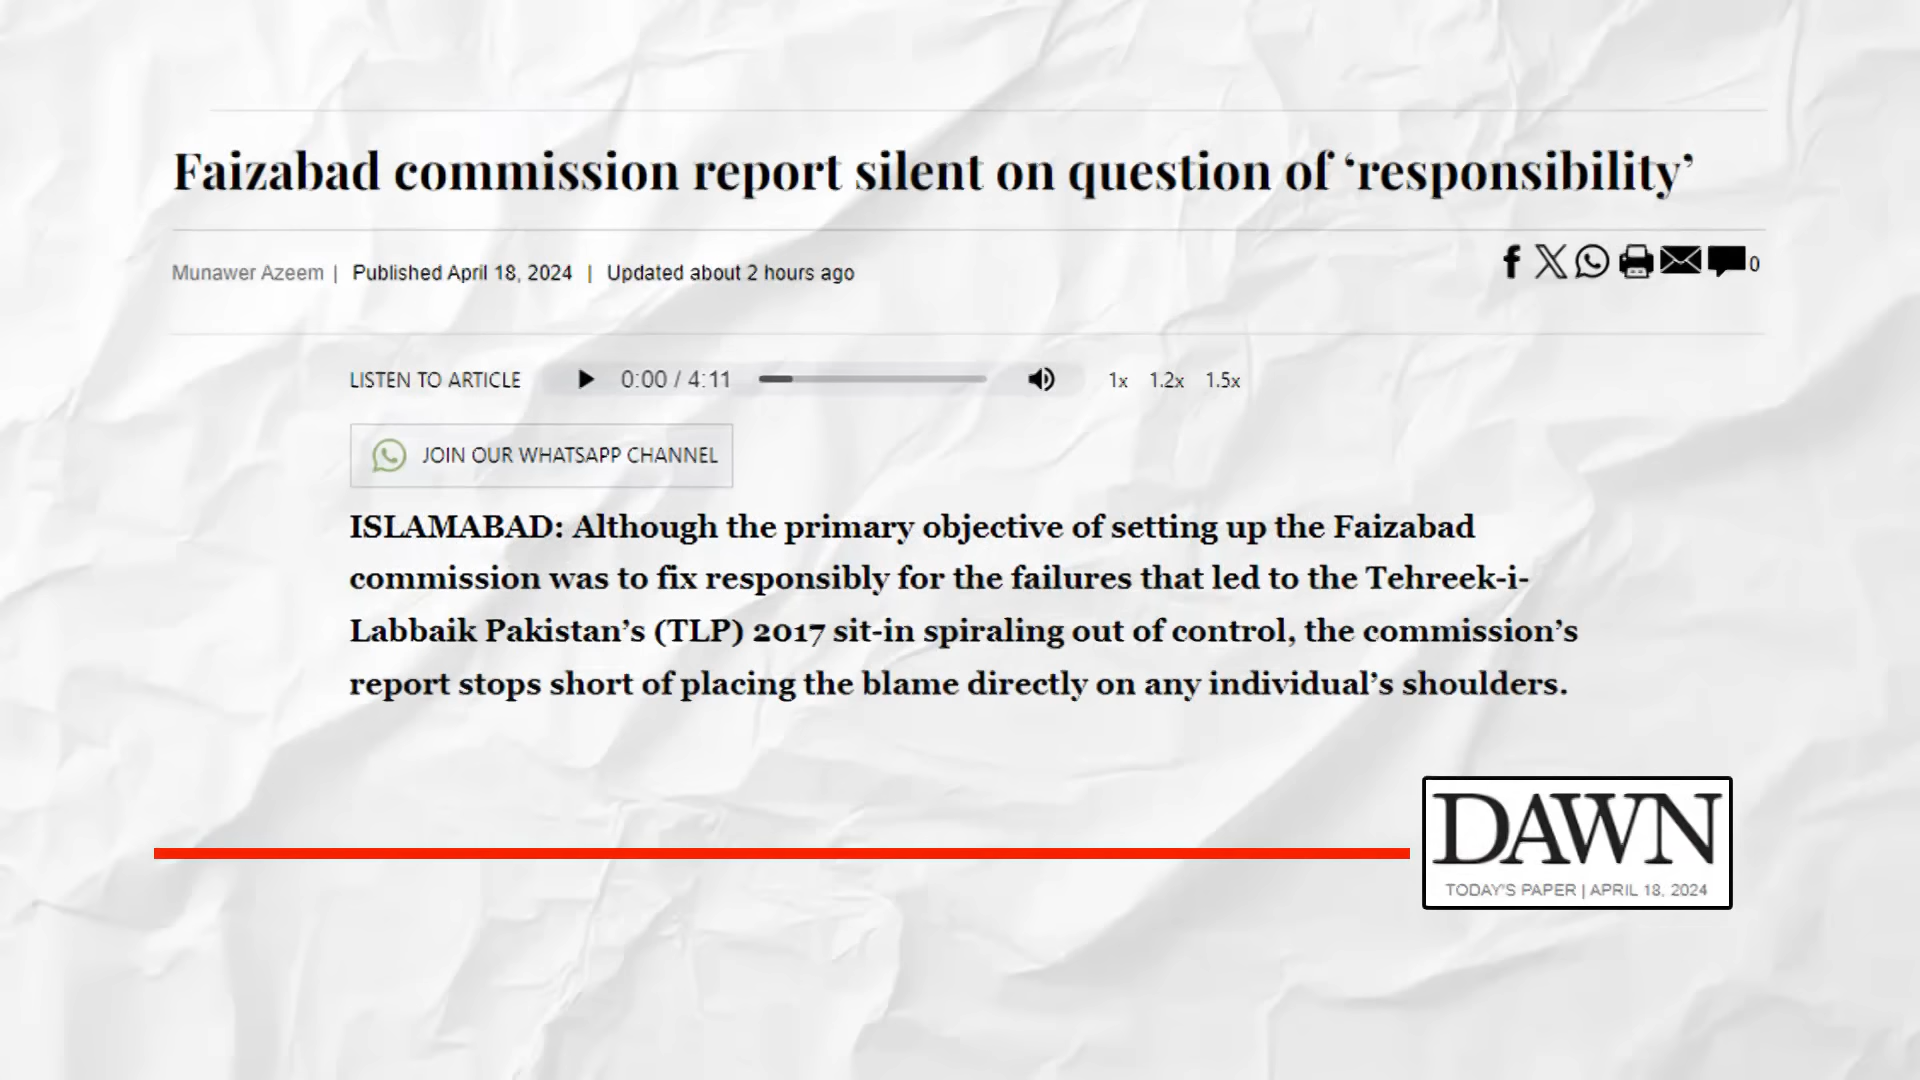 Faizabad commission report silent on question of ‘responsibility’
Munawer Azeem | Published April 18, 2024 | Updated about 2 hours ago
0
LISTEN TO ARTICLE 0:00 / 4:11 1x 1.2x 1.5x
JOIN OUR WHATSAPP CHANNEL
ISLAMABAD: Although the primary objective of setting up the Faizabad
commission was to fix responsibly for the failures that led to the Tehreek-i-
Labbaik Pakistan’s (TLP) 2017 sit-in spiraling out of control, the commission’s
report stops short of placing the blame directly on any individual’s shoulders.
DAWN
TODAY'S PAPER | APRIL 18, 2024